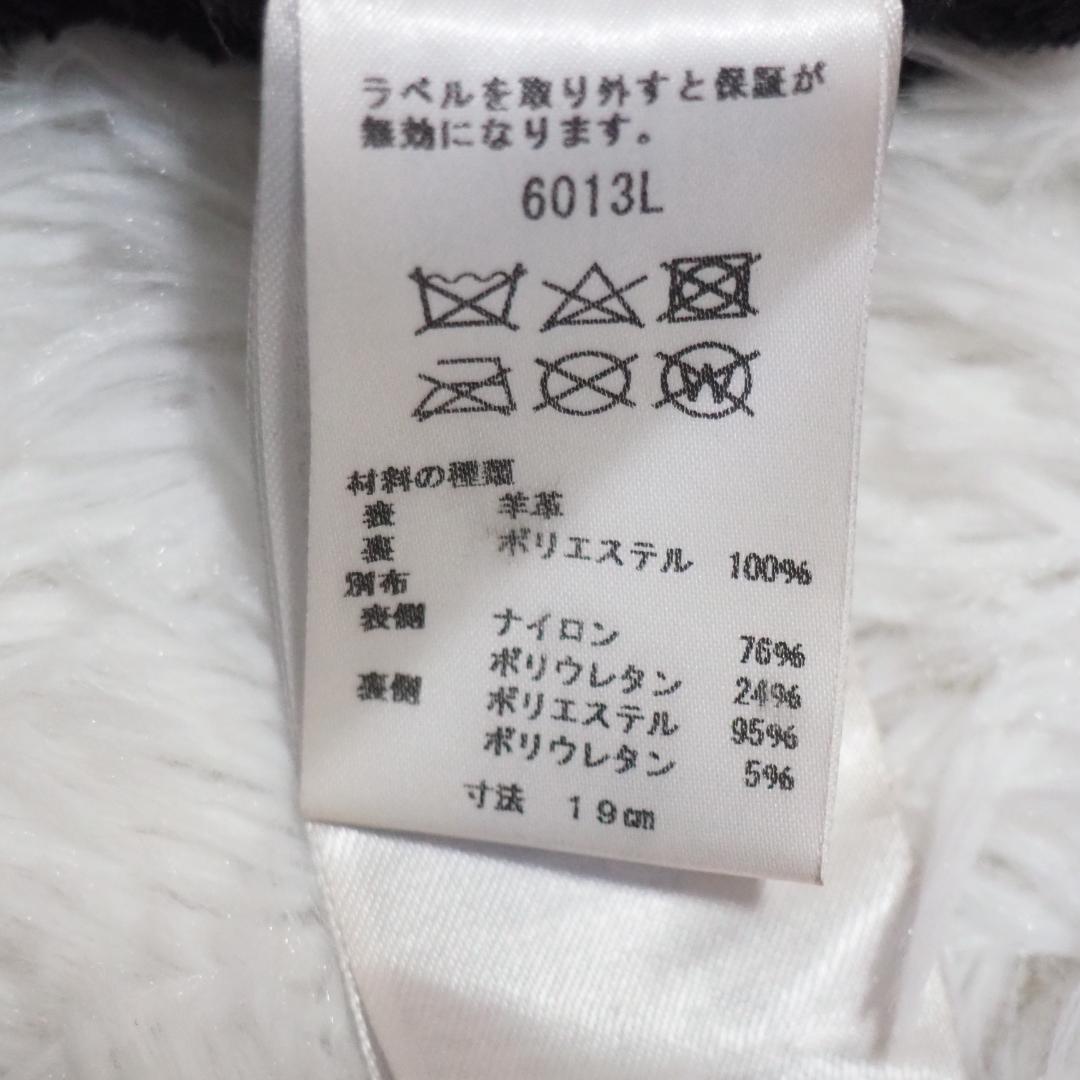 ラベルを取り外すと保証が
無効になります。
6013L
W
材料の種類
表 羊革
裏 ポリエステル 100%
別布
表側 ナイロン 76%
ポリウレタン 24%
裏側 ポリエステル 95%
ポリウレタン 5%
寸法 19㎝